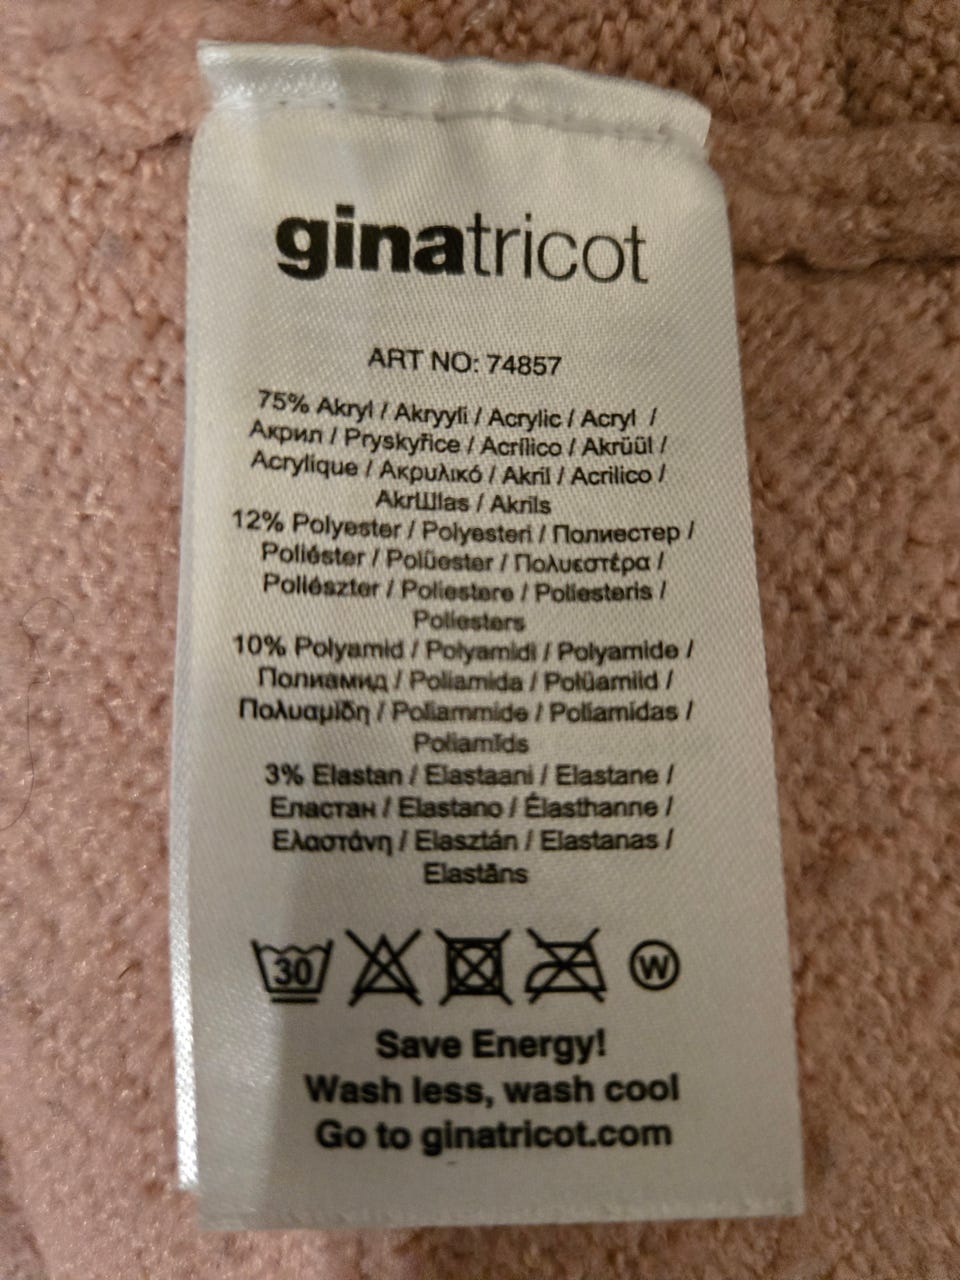 ginatricot
ART NO: 74857
75% Akryl / Akryyli / Acrylic / Acryl /
Акрил / Pryskyřice / Acrílico / Akrüül /
Acrylique / Ακρυλικό / Akril / Acrilico /
AkrШlas / Akrils
12% Polyester / Polyesteri / Полиестер /
Poliéster / Polüester / Πολυεστέρα /
Poliészter / Poliestere / Poliesteris /
Poliesters
10% Polyamid / Polyamidi / Polyamide /
Полиамид / Poliamida / Polüamiid /
Πολυαμίδη / Poliammide / Poliamidas /
Poliamīds
3% Elastan / Elastaani / Elastane /
Еластан / Elastano / Élasthanne /
Ελαστάνη / Elasztán / Elastanas /
Elastāns
30 W
Save Energy!
Wash less, wash cool
Go to ginatricot.com